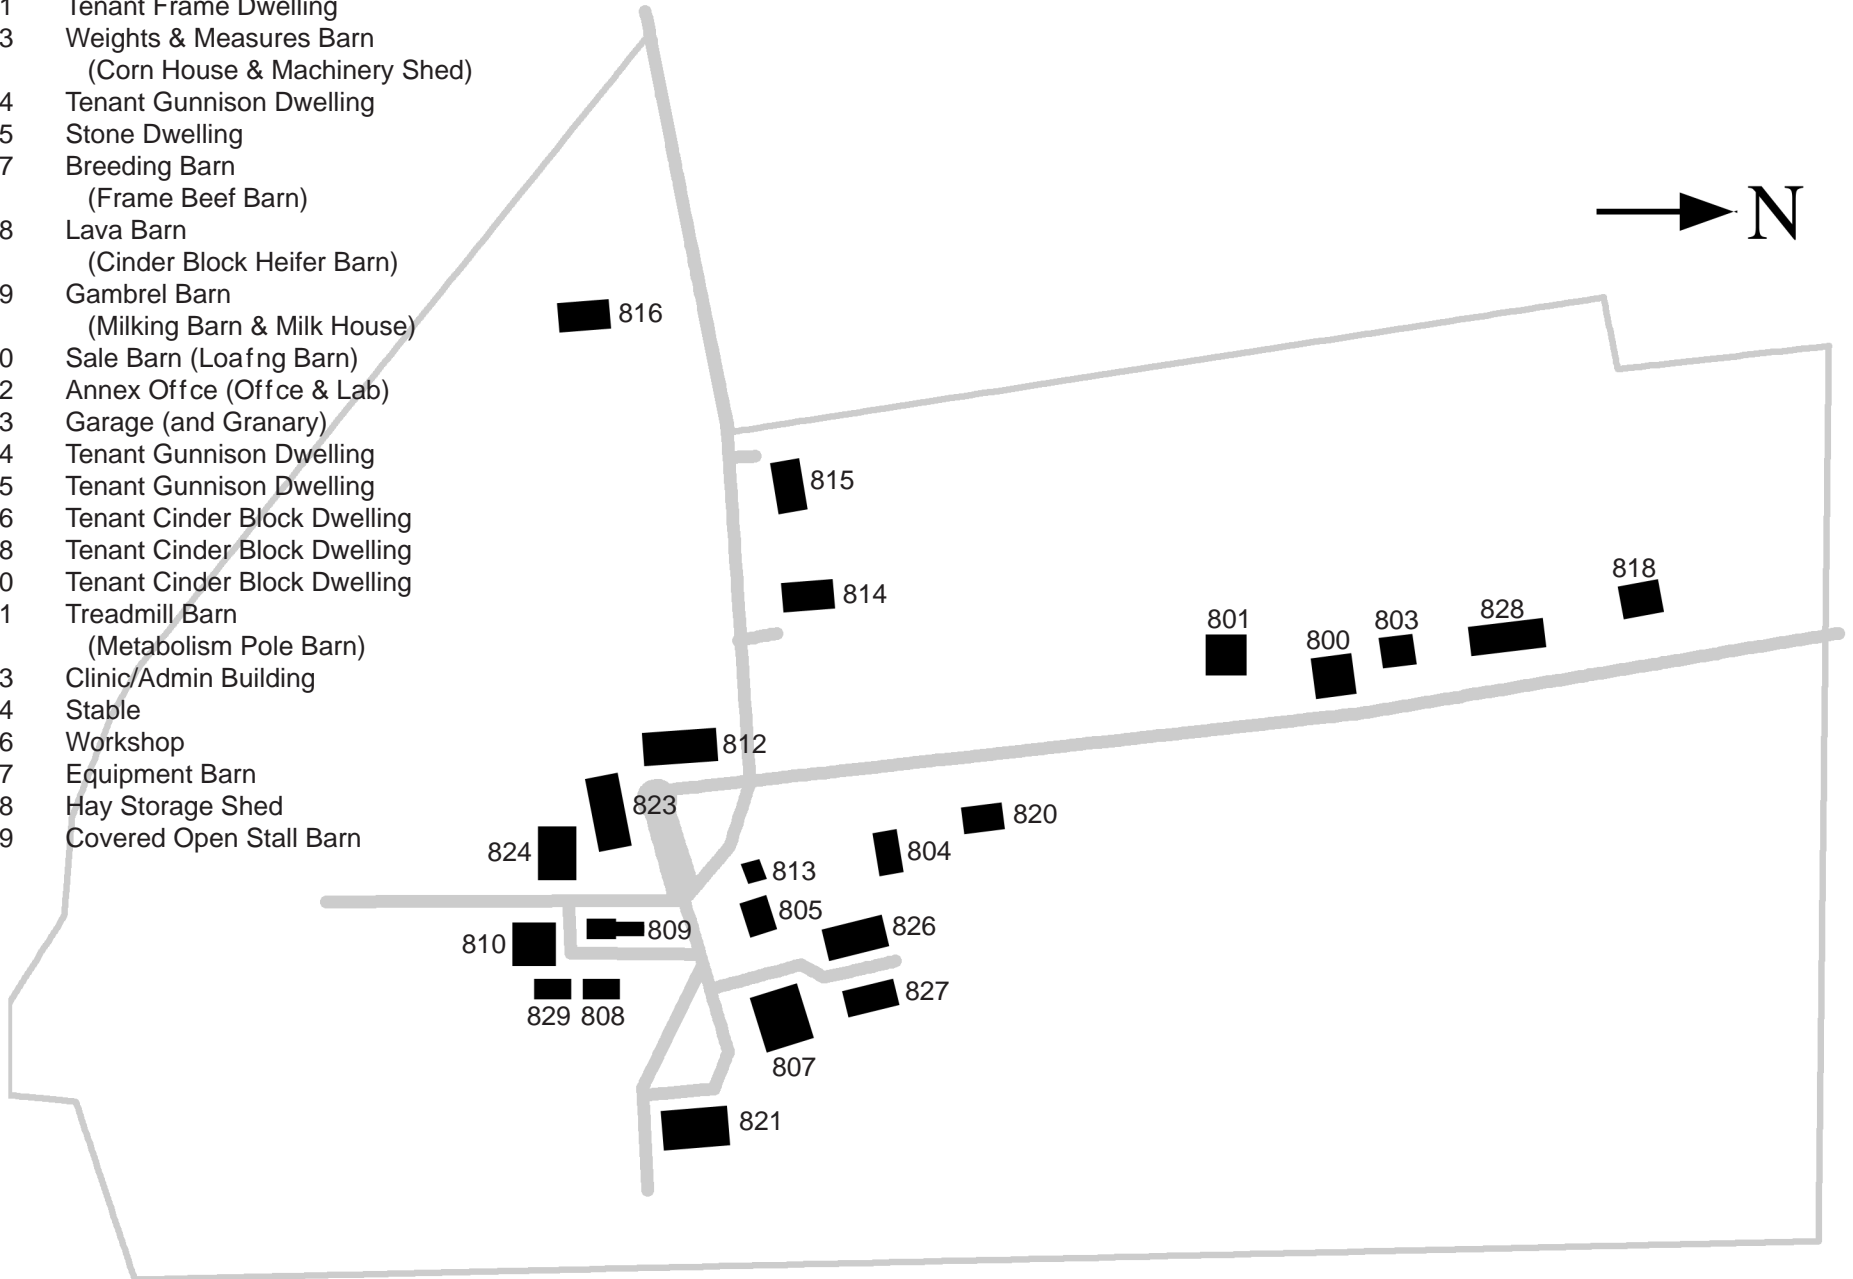 1 Tenant Frame Dwelling
3 Weights & Measures Barn
(Corn House & Machinery Shed)
4 Tenant Gunnison Dwelling
5 Stone Dwelling
7 Breeding Barn
(Frame Beef Barn)
8 Lava Barn
(Cinder Block Heifer Barn)
9 Gambrel Barn
(Milking Barn & Milk House)
0 Sale Barn (Loafng Barn)
2 Annex Offce (Offce & Lab)
3 Garage (and Granary)
4 Tenant Gunnison Dwelling
5 Tenant Gunnison Dwelling
6 Tenant Cinder Block Dwelling
8 Tenant Cinder Block Dwelling
0 Tenant Cinder Block Dwelling
1 Treadmill Barn
(Metabolism Pole Barn)
3 Clinic/Admin Building
4 Stable
6 Workshop
7 Equipment Barn
8 Hay Storage Shed
9 Covered Open Stall Barn
N
816
815
814
818
828
803
801
800
812
823
824
820
804
813
805
826
809
810
827
829 808
807
821